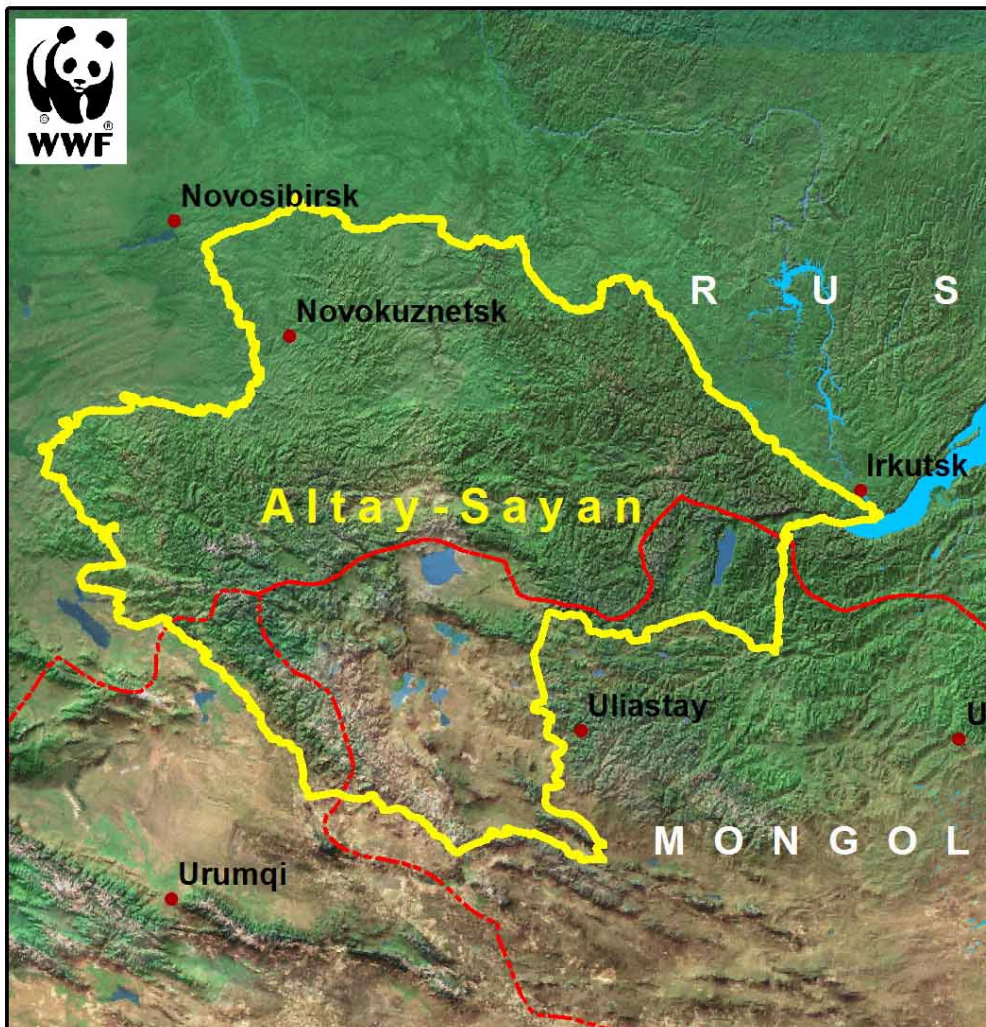 WWF
Novosibirsk
R U S
Novokuznetsk
Irkutsk
Altay-Sayan
Uliastay
U
M O N G O L
Urumqi